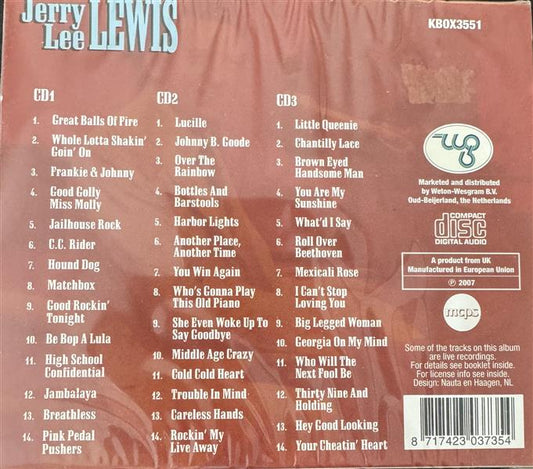 Jerry
Lee LEWIS
KBOX3551
CD1
1. Great Balls Of Fire
2. Whole Lotta Shakin'
Goin' On
3. Frankie & Johnny
4. Good Golly
Miss Molly
5. Jailhouse Rock
6. C.C. Rider
7. Hound Dog
8. Matchbox
9. Good Rockin'
Tonight
10. Be Bop A Lula
11. High School
Confidential
12. Jambalaya
13. Breathless
14. Pink Pedal
Pushers
CD2
1. Lucille
2. Johnny B. Goode
3. Over The
Rainbow
4. Bottles And
Barstools
5. Harbor Lights
6. Another Place,
Another Time
7. You Win Again
8. Who's Gonna Play
This Old Piano
9. She Even Woke Up To
Say Goodbye
10. Middle Age Crazy
11. Cold Cold Heart
12. Trouble In Mind
13. Careless Hands
14. Rockin' My
Live Away
CD3
1. Little Queenie
2. Chantilly Lace
3. Brown Eyed
Handsome Man
4. You Are My
Sunshine
5. What'd I Say
6. Roll Over
Beethoven
7. Mexicali Rose
8. I Can't Stop
Loving You
9. Big Legged Woman
10. Georgia On My Mind
11. Who Will The
Next Fool Be
12. Thirty Nine And
Holding
13. Hey Good Looking
14. Your Cheatin' Heart
WG
Marketed and distributed
by Weton-Wesgram B.V.
Oud-Beijerland, the Netherlands
COMPACT
disc
DIGITAL AUDIO
A product from UK
Manufactured in European Union
℗ 2007
mcps
Some of the tracks on this album
are live recordings.
For details see booklet inside.
For license info see inside.
Design: Nauta en Haagen, NL
8 717423 037354